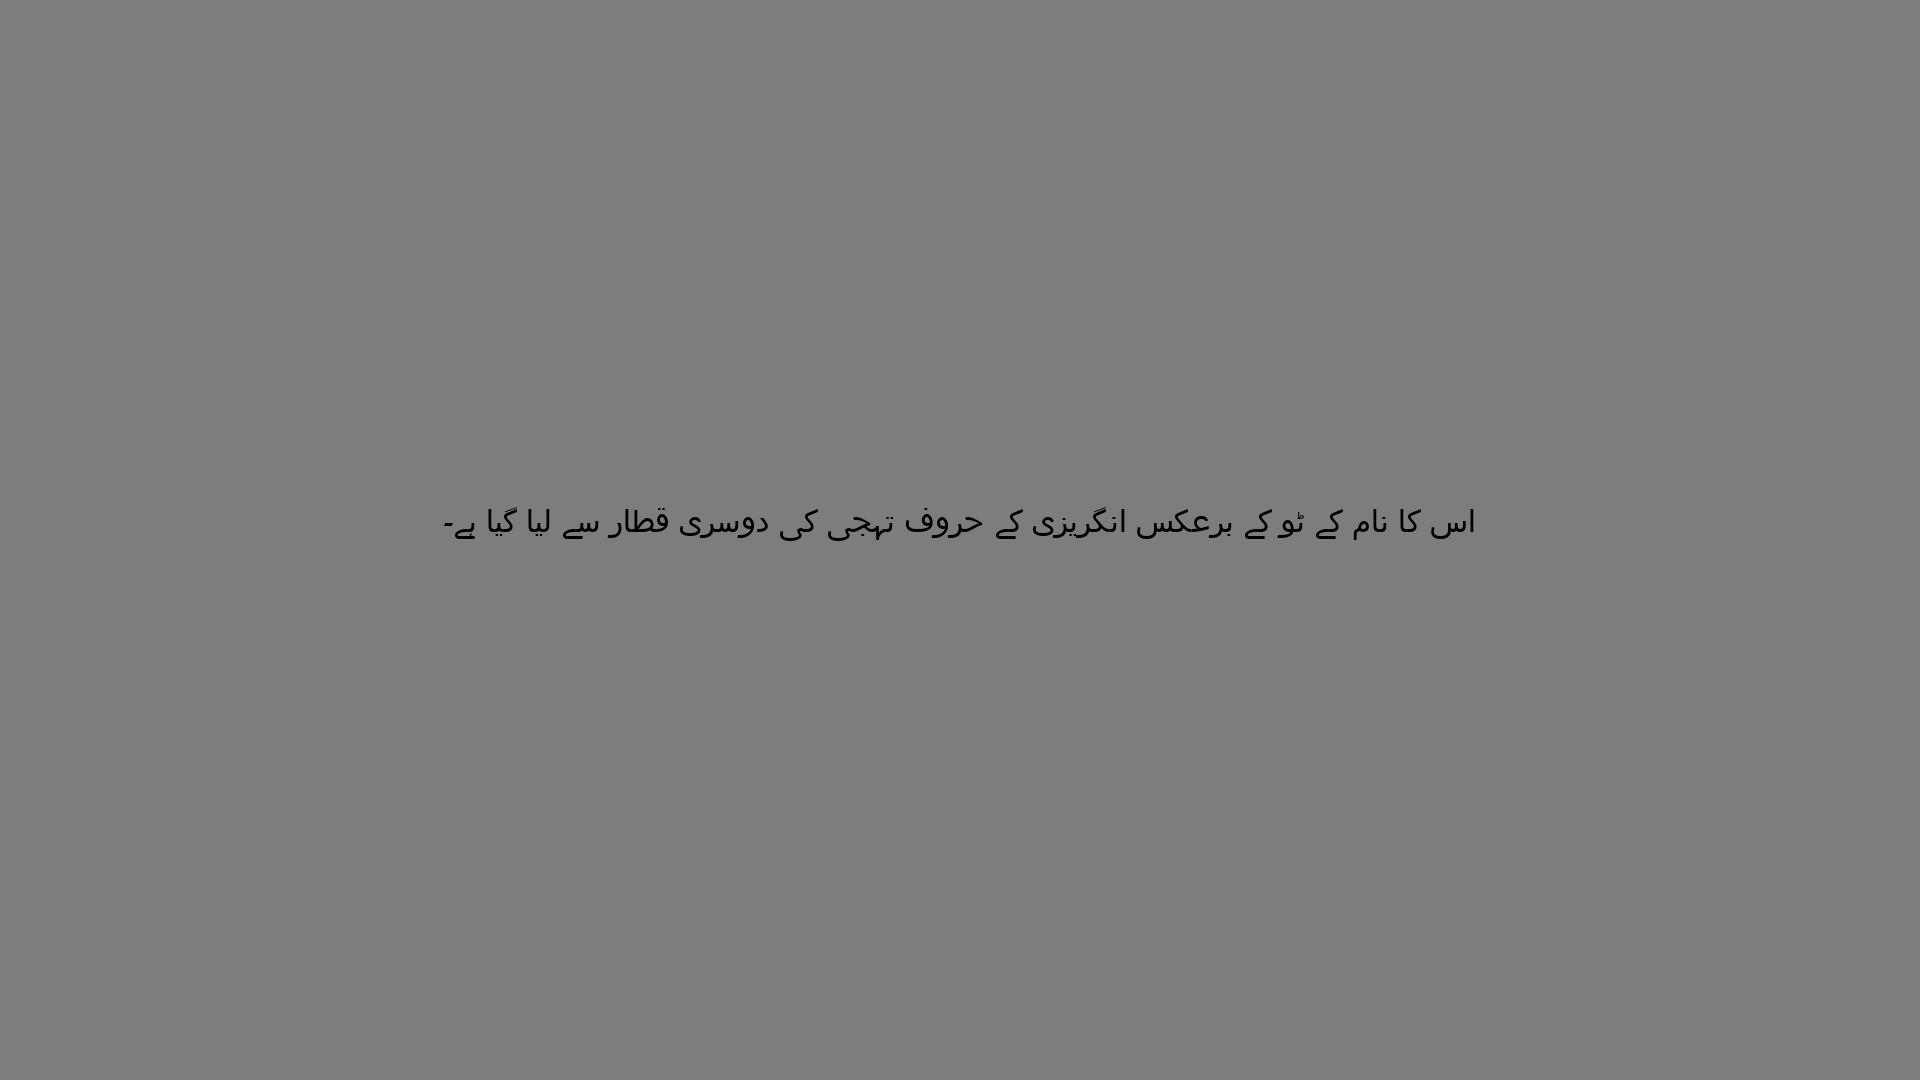 اس کا نام کے ٹو کے برعکس انگریزی کے حروف تہجی کی دوسری قطار سے لیا گیا ہے۔